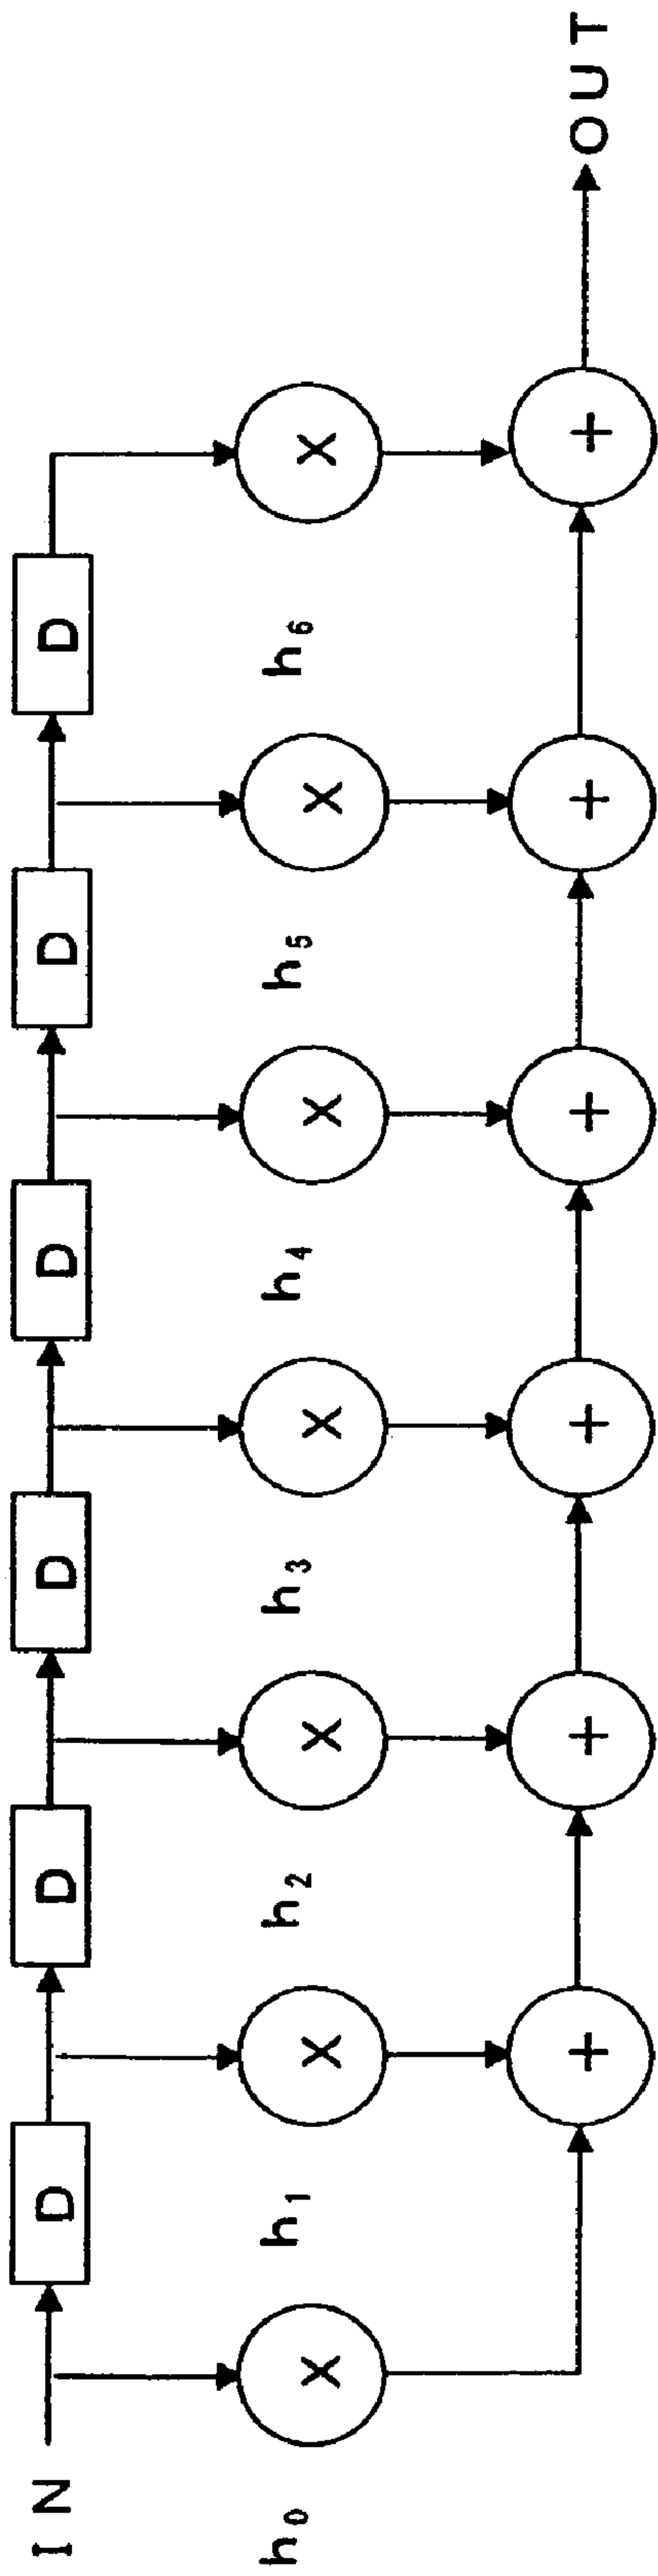 IN
D
D
D
D
D
D
h0
X
h1
X
h2
X
h3
X
h4
X
h5
X
h6
X
+
+
+
+
+
+
OUT